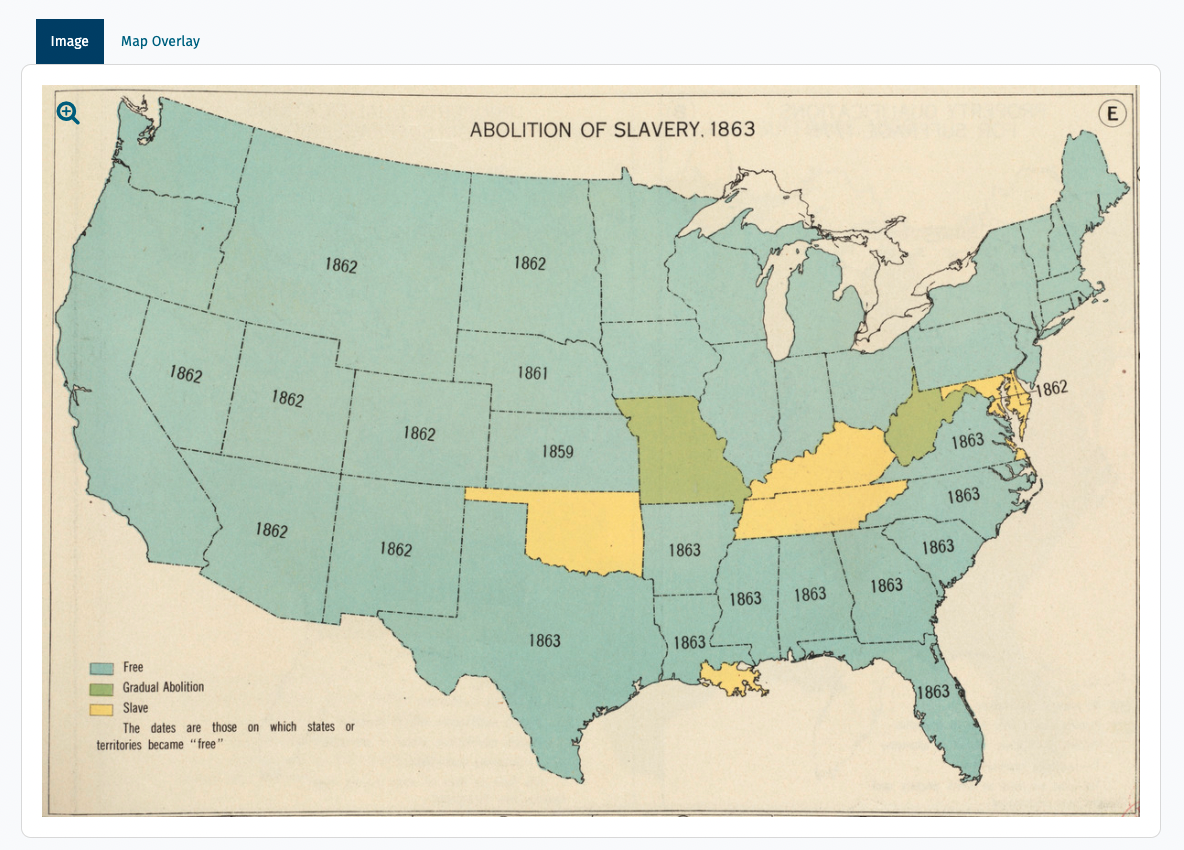 Image Map Overlay
E
ABOLITION OF SLAVERY. 1863
1862 1862
1861
1862
1862
1862
1862
1859
1863
1863
1862
1862
1863
1863
1863
1863
1863
1863
1863
1863
Free
Gradual Abolition
Slave
The dates are those on which states or
territories became "free"